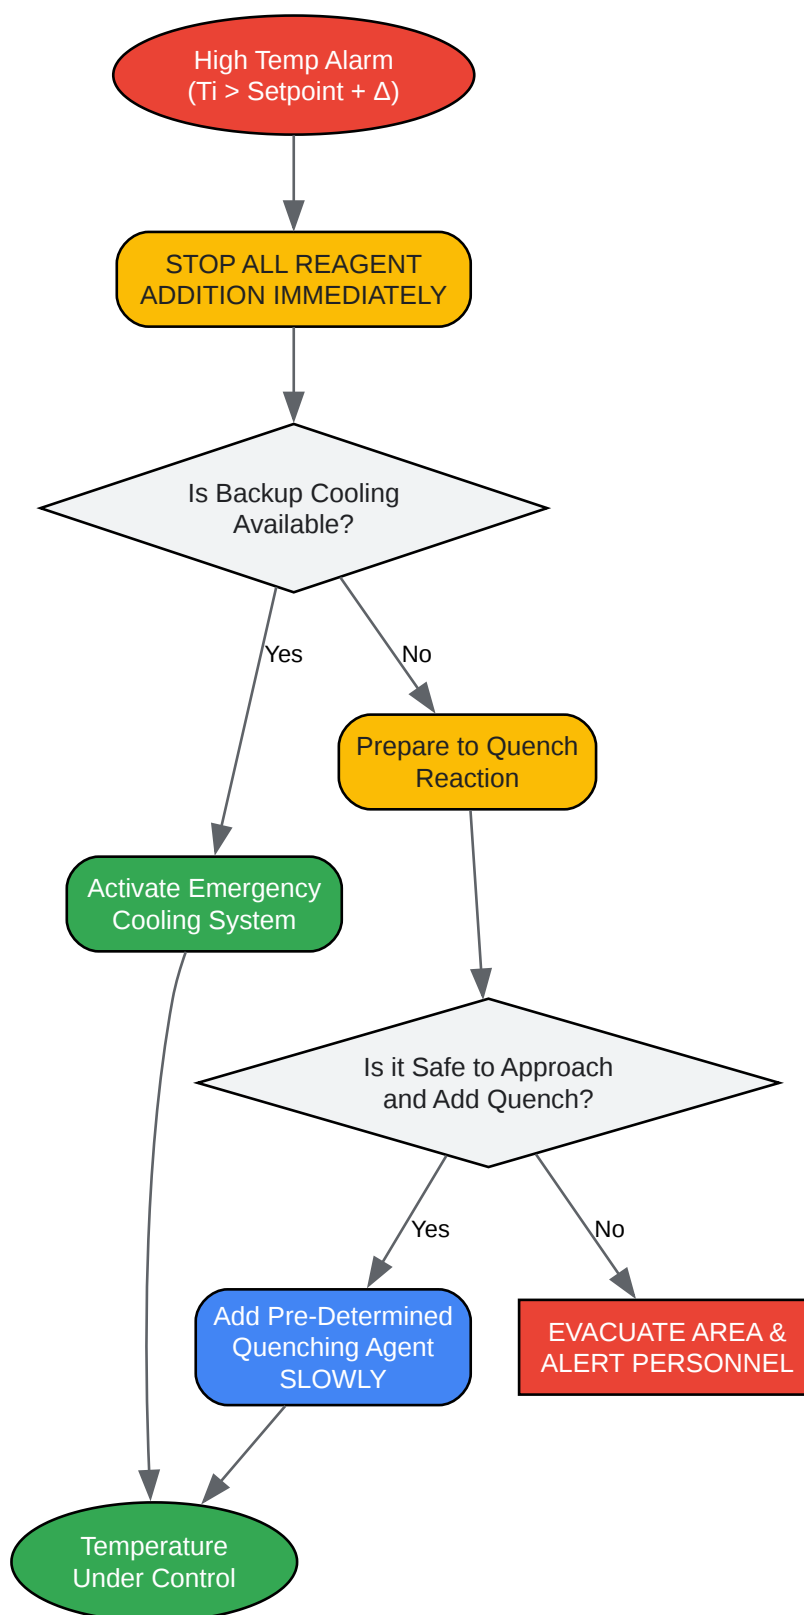 High Temp Alarm
(Ti > Setpoint + Δ)
STOP ALL REAGENT
ADDITION IMMEDIATELY
Is Backup Cooling
Available?
Yes
No
Prepare to Quench
Reaction
Activate Emergency
Cooling System
Is it Safe to Approach
and Add Quench?
Yes
No
Add Pre-Determined
Quenching Agent
SLOWLY
EVACUATE AREA &
ALERT PERSONNEL
Temperature
Under Control